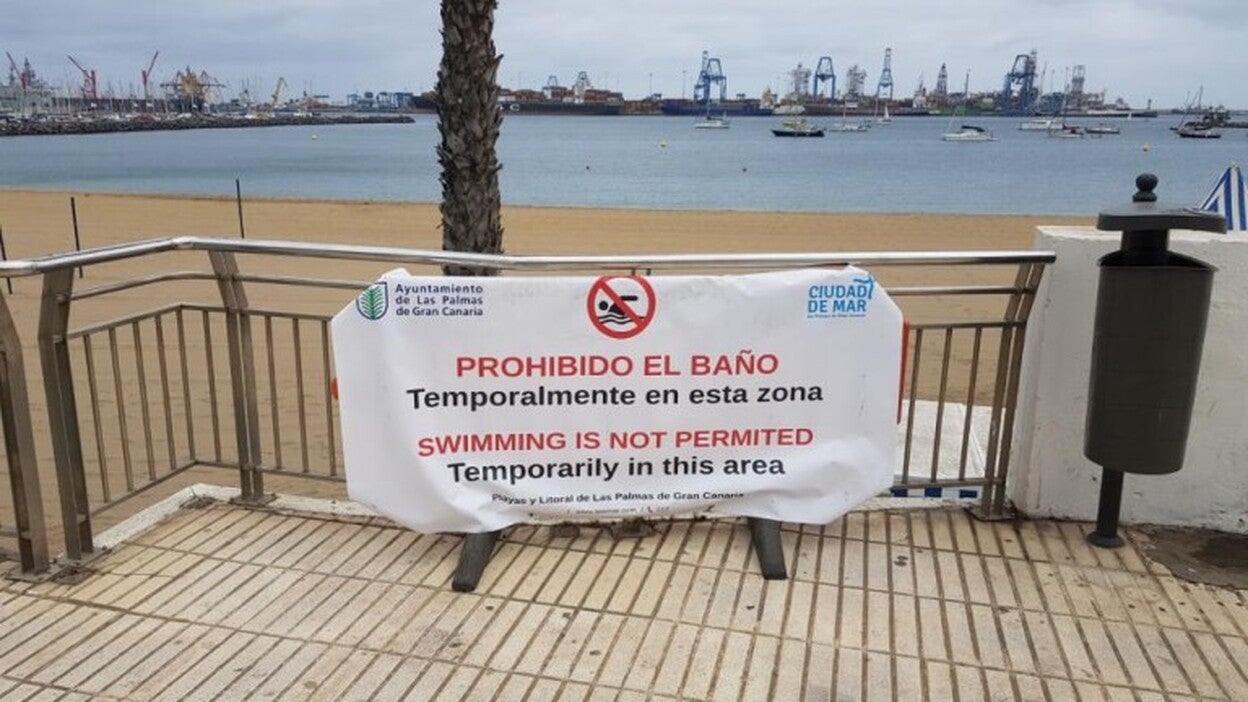 Ayuntamiento
de Las Palmas
de Gran Canaria
CIUDAD
DE MAR
PROHIBIDO EL BAÑO
Temporalmente en esta zona
SWIMMING IS NOT PERMITED
Temporarily in this area
Playas y Litoral de Las Palmas de Gran Canaria